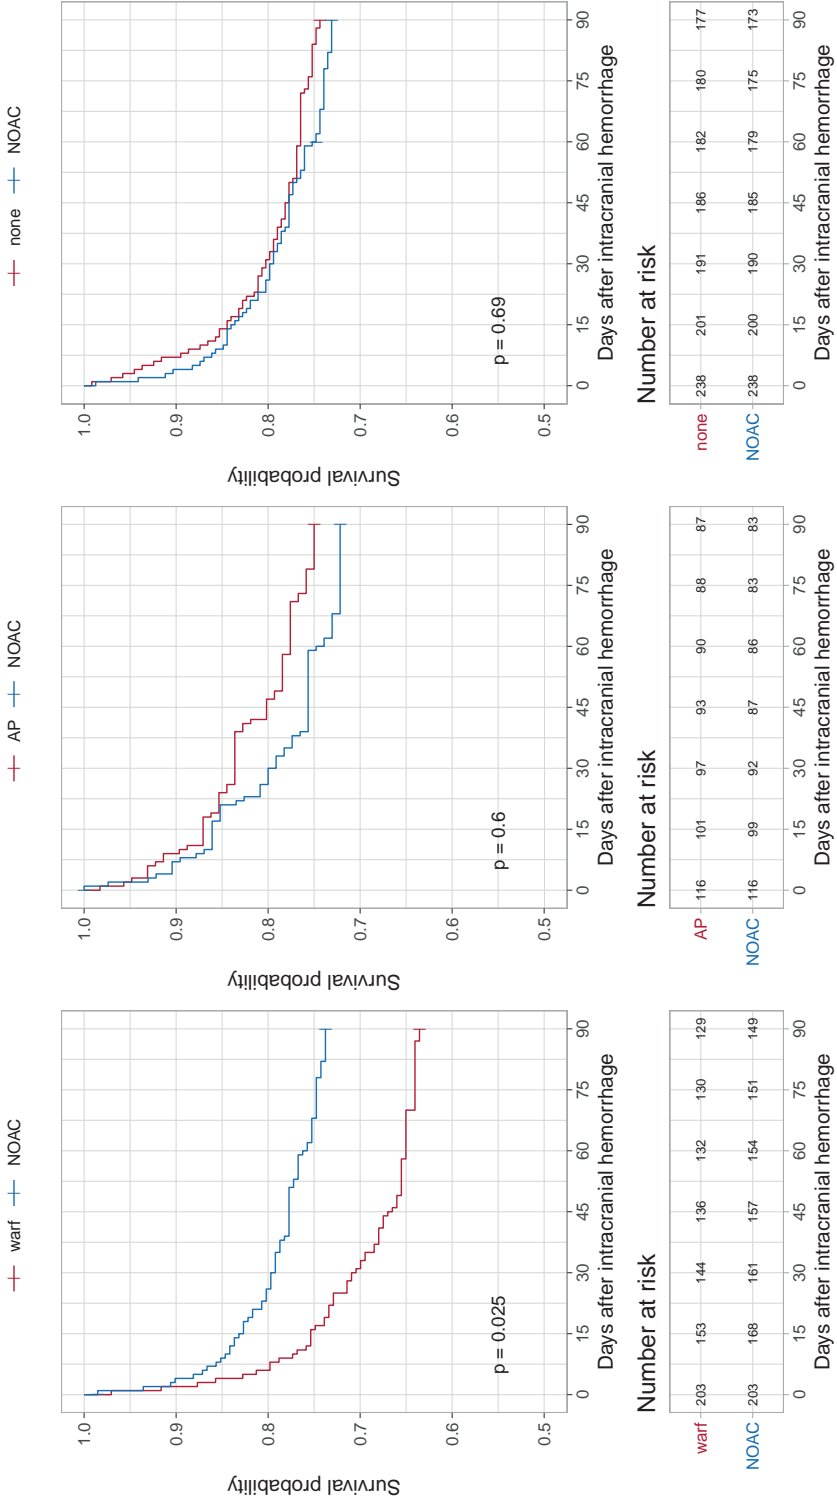 warf NOAC
Survival probability
1.0
0.9
0.8
0.7
0.6
0.5
p = 0.025
0 15 30 45 60 75 90
Days after intracranial hemorrhage
Number at risk
warf 203 153 144 136 132 130 129
NOAC 203 168 161 157 154 151 149
0 15 30 45 60 75 90
Days after intracranial hemorrhage
AP NOAC
Survival probability
1.0
0.9
0.8
0.7
0.6
0.5
p = 0.6
0 15 30 45 60 75 90
Days after intracranial hemorrhage
Number at risk
AP 116 101 97 93 90 88 87
NOAC 116 99 92 87 86 83 83
0 15 30 45 60 75 90
Days after intracranial hemorrhage
none NOAC
Survival probability
1.0
0.9
0.8
0.7
0.6
0.5
p = 0.69
0 15 30 45 60 75 90
Days after intracranial hemorrhage
Number at risk
none 238 201 191 186 182 180 177
NOAC 238 200 190 185 179 175 173
0 15 30 45 60 75 90
Days after intracranial hemorrhage